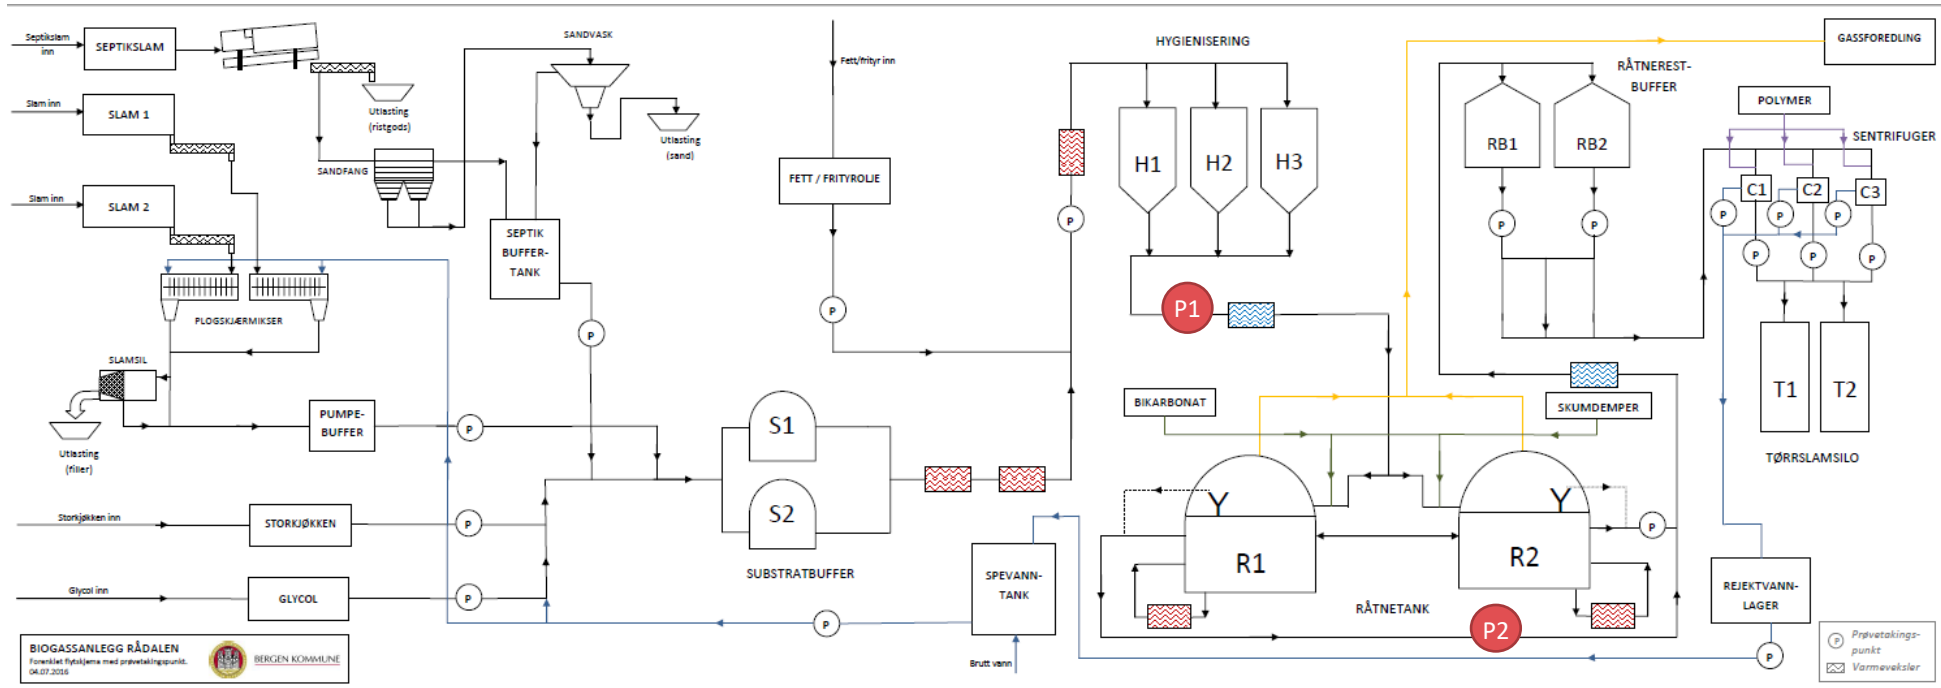 Septikslam
inn
SEPTIKSLAM
Slam inn
SLAM 1
Slam inn
SLAM 2
Utlasting
(ristgods)
SANDFANG
SANDVASK
Utlasting
(sand)
SEPTIK
BUFFER-
TANK
PLOGSKJÆRMIKSER
SLAMSIL
Utlasting
(filler)
PUMPE-
BUFFER
P
P
Storkjøkken inn
STORKJØKKEN
P
Glycol inn
GLYCOL
P
Fett/frityr inn
FETT / FRITYROLJE
P
S1
S2
SUBSTRATBUFFER
P
SPEVANN-
TANK
Brutt vann
HYGIENISERING
H1
H2
H3
P
P1
BIKARBONAT
SKUMDEMPER
Y
R1
Y
R2
P
RÅTNETANK
P2
GASSFOREDLING
RÅTNEREST-
BUFFER
RB1
RB2
P
P
POLYMER
SENTRIFUGER
C1
C2
C3
P
P
P
P
P
P
T1
T2
TØRRSLAMSILO
REJEKTVANN-
LAGER
P
BIOGASSANLEGG RÅDALEN
Forenklet flytskjema med prøvetakingspunkt.
04.07.2016
BERGEN KOMMUNE
P
Prøvetakings-
punkt
Varmeveksler